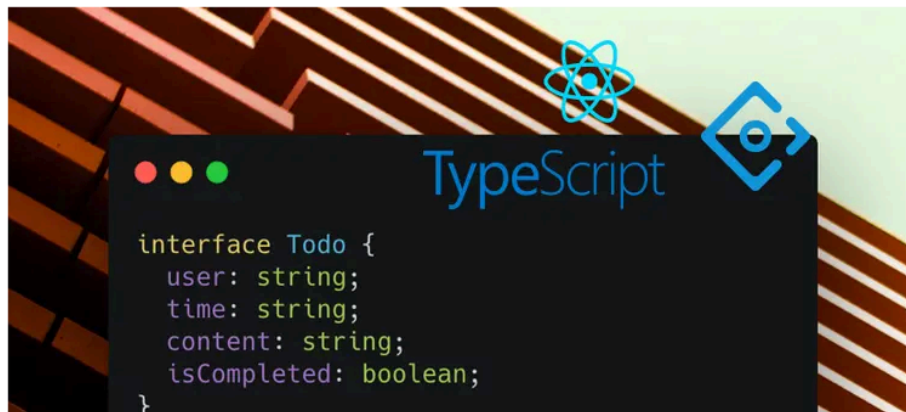 TypeScript
interface Todo {
  user: string;
  time: string;
  content: string;
  isCompleted: boolean;
}